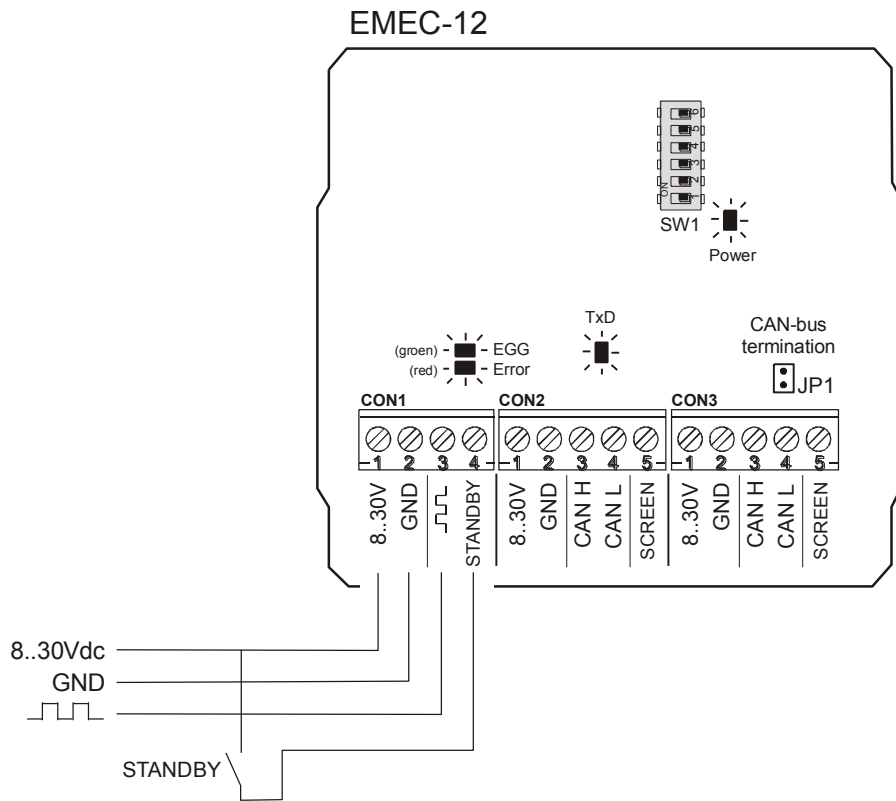 EMEC-12
6
5
4
3
2
1
ON
SW1
Power
TxD
CAN-bus
termination
JP1
(groen) EGG
(red) Error
CON1 CON2 CON3
1 2 3 4 1 2 3 4 5 1 2 3 4 5
8..30V GND STANDBY 8..30V GND CAN H CAN L SCREEN 8..30V GND CAN H CAN L SCREEN
8..30Vdc
GND
STANDBY